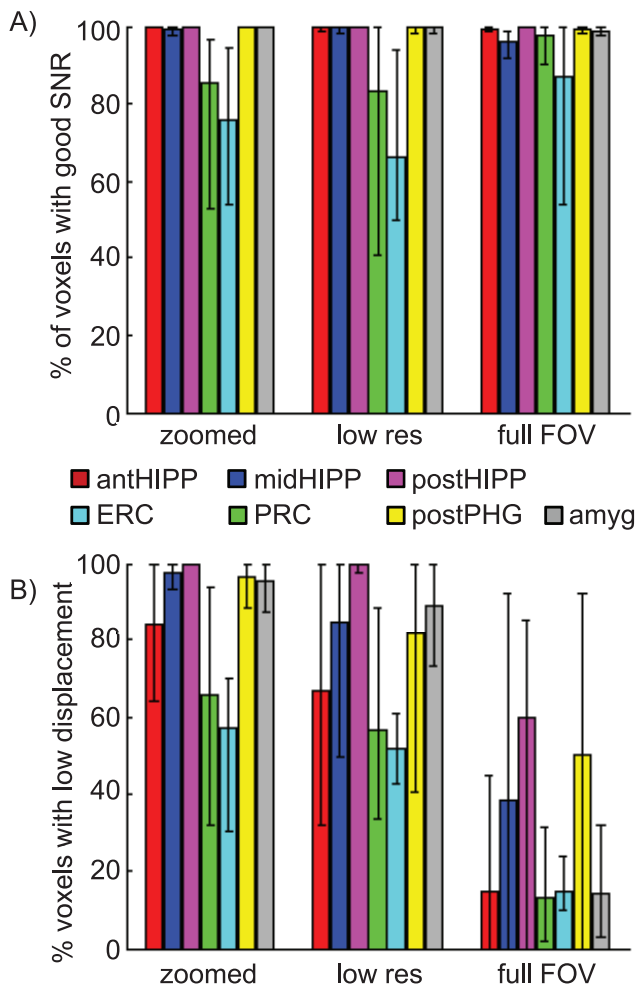 A)
% of voxels with good SNR
100
80
60
40
20
0
zoomed low res full FOV
antHIPP midHIPP postHIPP
ERC PRC postPHG amyg
B)
% voxels with low displacement
100
80
60
40
20
0
zoomed low res full FOV